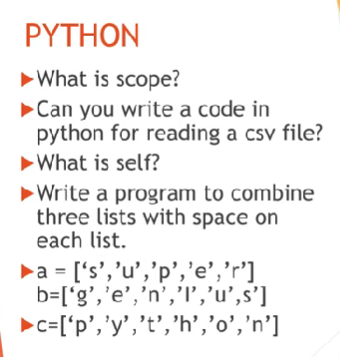 PYTHON
▶What is scope?
▶Can you write a code in
python for reading a csv file?
▶What is self?
▶Write a program to combine
three lists with space on
each list.
▶a = [‘s’,’u’,’p’,’e’,’r’]
b=[‘g’,’e’,’n’,’I’,’u’,s’]
▶c=[‘p’,’y’,’t’,’h’,’o’,’n’]